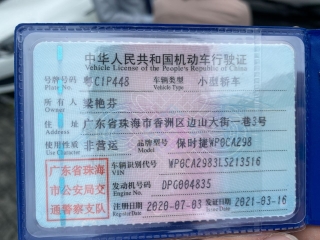 中华人民共和国机动车行驶证
Vehicle License of the People's Republic of China
号牌号码 粤C1P448 车辆类型 小型轿车
Plate No. Vehicle Type
所有人 梁艳芬
Owner
住址 广东省珠海市香洲区边山大街一巷3号
Address
使用性质 非营运 品牌型号 保时捷WP0CA298
Use Character Model
广东省珠海
市公安局交
通警察支队
车辆识别代号 WP0CA2983L5213516
VIN
发动机号码 DPG004835
Engine No.
注册日期 2020-07-03 发证日期 2021-03-16
Register Date Issue Date